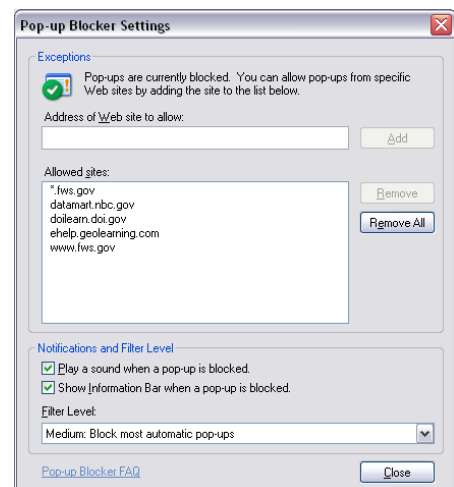 Pop-up Blocker Settings
Exceptions
Pop-ups are currently blocked. You can allow pop-ups from specific
Web sites by adding the site to the list below.
Address of Web site to allow:
Add
Allowed sites:
*.fws.gov
datamart.nbc.gov
doilearn.doi.gov
ehelp.geolearning.com
www.fws.gov
Remove
Remove All
Notifications and Filter Level
Play a sound when a pop-up is blocked.
Show Information Bar when a pop-up is blocked.
Filter Level:
Medium: Block most automatic pop-ups
Pop-up Blocker FAQ
Close